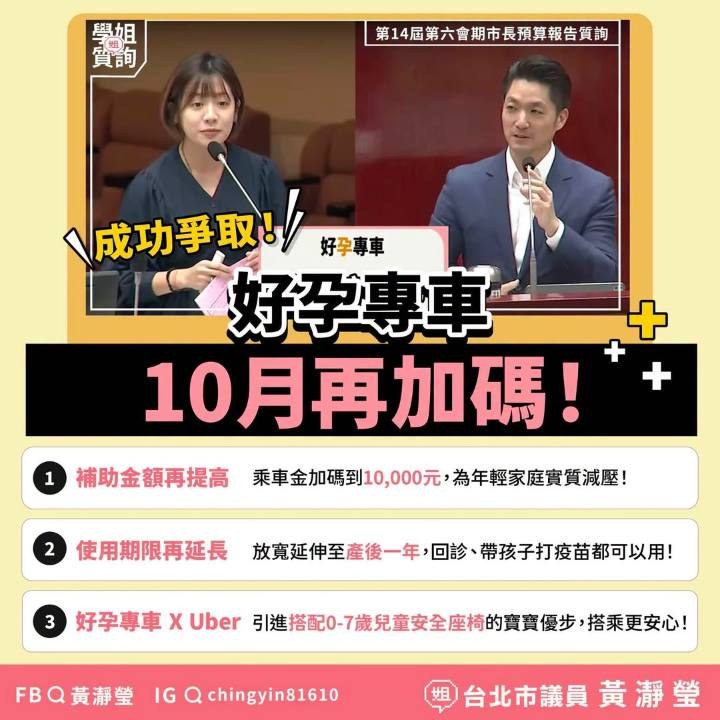 學姐
姐
質詢
第14屆第六會期市長預算報告質詢
成功爭取！
好孕專車
好孕專車
10月再加碼！
1 補助金額再提高 乘車金加碼到10,000元，為年輕家庭實質減壓！
2 使用期限再延長 放寬延伸至產後一年，回診、帶孩子打疫苗都可以用！
3 好孕專車 X Uber 引進搭配0-7歲兒童安全座椅的寶寶優步，搭乘更安心！
FB 黃瀞瑩 IG chingyin81610 姐 台北市議員 黃瀞瑩